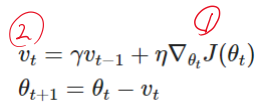 ② ①
v_t = γv_{t−1} + η∇_{θ_t} J(θ_t)
θ_{t+1} = θ_t − v_t